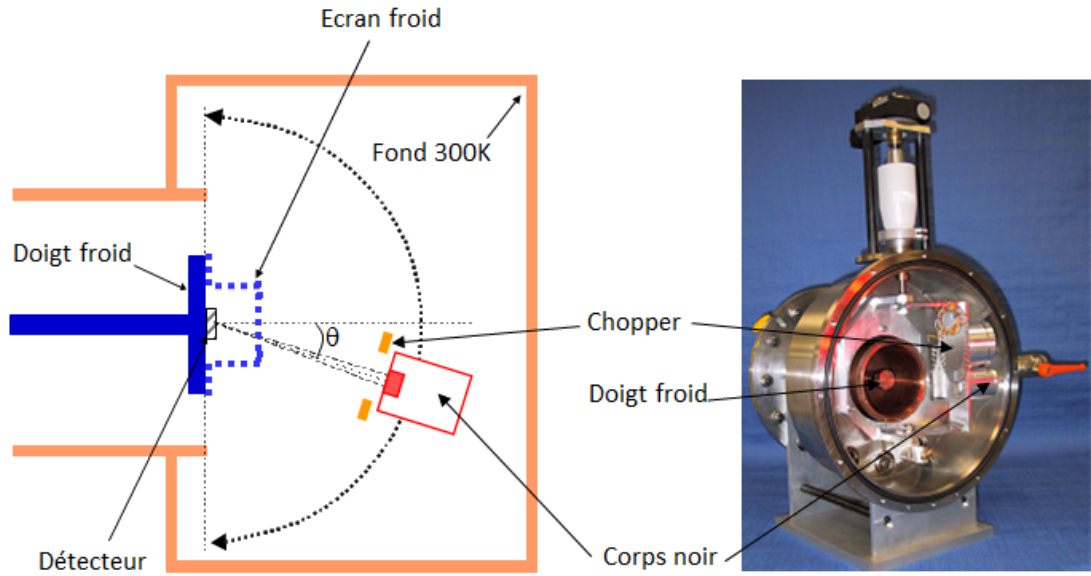 Ecran froid
Fond 300K
Doigt froid
θ
Chopper
Doigt froid
Détecteur
Corps noir